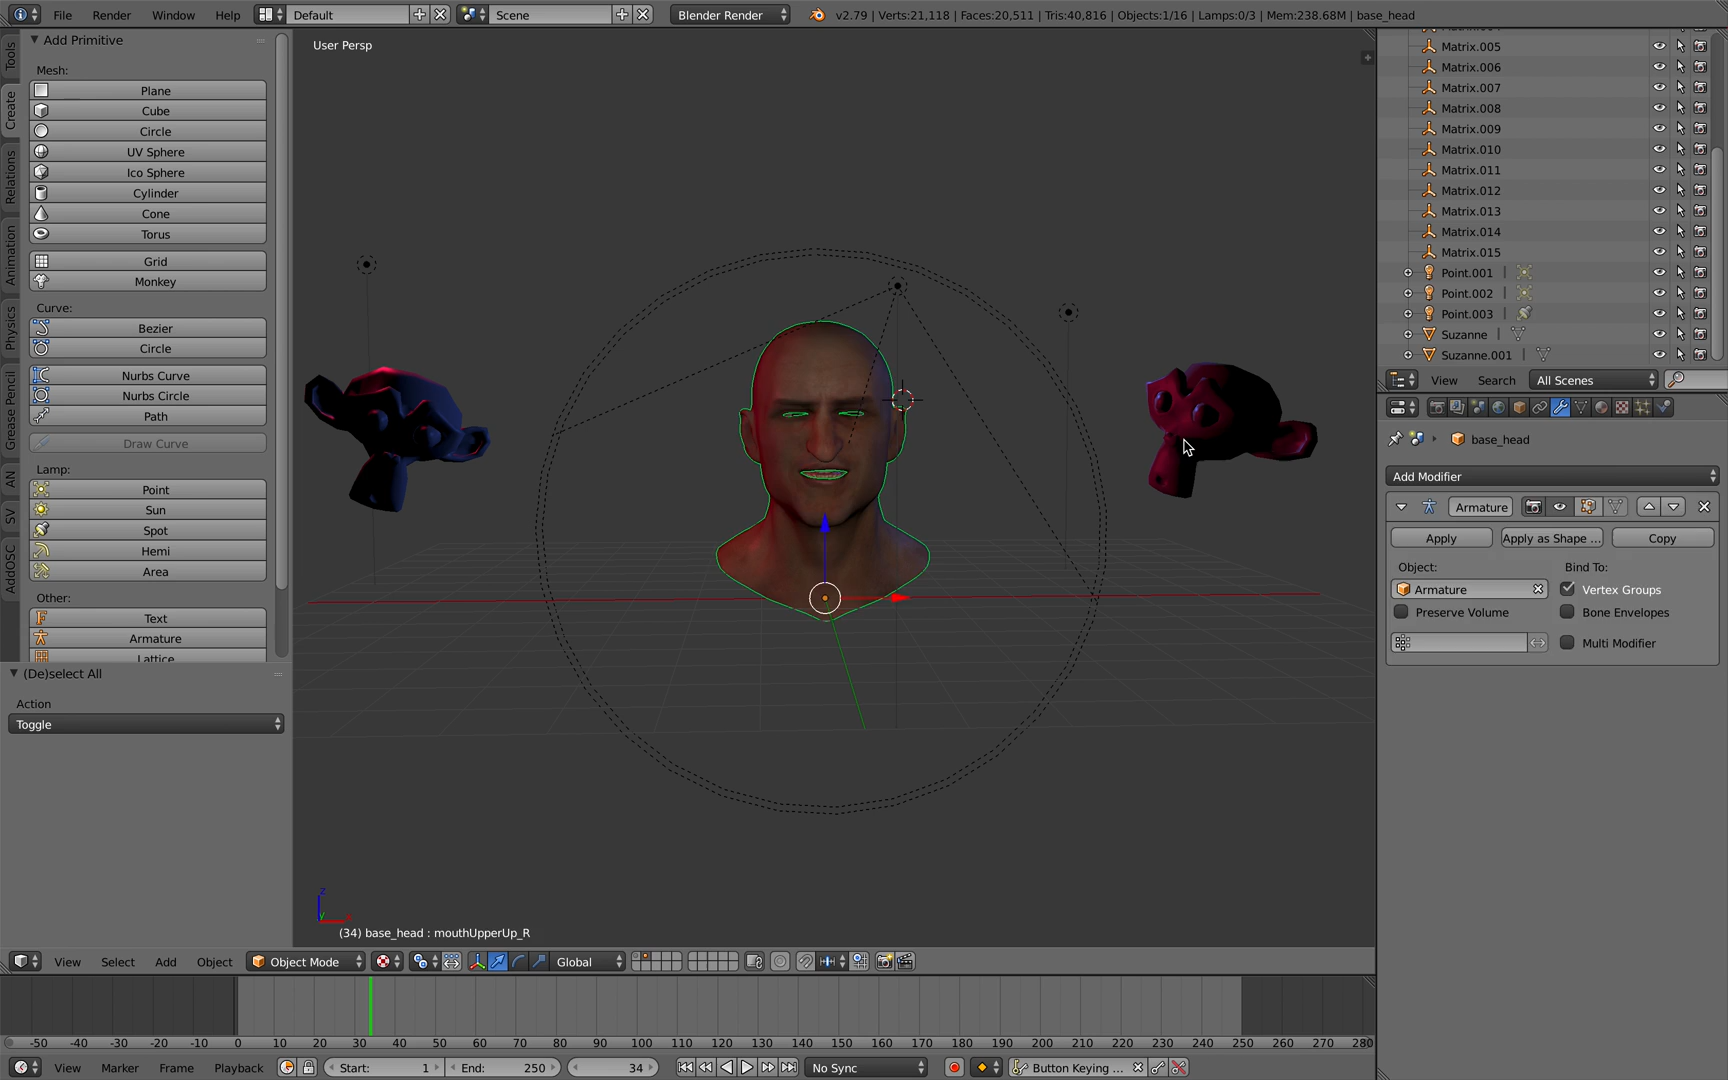 File Render Window Help Default Scene Blender Render v2.79 | Verts:21,118 | Faces:20,511 | Tris:40,816 | Objects:1/16 | Lamps:0/3 | Mem:238.68M | base_head
Tools
Create
Relations
Animation
Physics
Grease Pencil
AN
SV
AddOSC
Add Primitive
Mesh:
Plane
Cube
Circle
UV Sphere
Ico Sphere
Cylinder
Cone
Torus
Grid
Monkey
Curve:
Bezier
Circle
Nurbs Curve
Nurbs Circle
Path
Draw Curve
Lamp:
Point
Sun
Spot
Hemi
Area
Other:
Text
Armature
Lattice
(De)select All
Action
Toggle
User Persp
z
y
x
(34) base_head : mouthUpperUp_R
View Select Add Object Object Mode Global
Matrix.005
Matrix.006
Matrix.007
Matrix.008
Matrix.009
Matrix.010
Matrix.011
Matrix.012
Matrix.013
Matrix.014
Matrix.015
Point.001
Point.002
Point.003
Suzanne
Suzanne.001
View Search All Scenes
base_head
Add Modifier
Armature
Apply Apply as Shape ... Copy
Object: Bind To:
Armature Vertex Groups
Preserve Volume Bone Envelopes
Multi Modifier
-50 -40 -30 -20 -10 0 10 20 30 40 50 60 70 80 90 100 110 120 130 140 150 160 170 180 190 200 210 220 230 240 250 260 270 280
View Marker Frame Playback Start: 1 End: 250 34 No Sync Button Keying ...